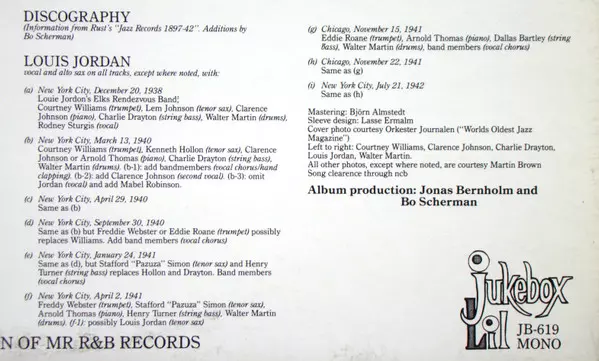 DISCOGRAPHY
(Information from Rust's "Jazz Records 1897-42". Additions by
Bo Scherman)
LOUIS JORDAN
vocal and alto sax on all tracks, except where noted, with:
(a) New York City, December 20, 1938
Louie Jordon's Elks Rendezvous Band:
Courtney Williams (trumpet), Lem Johnson (tenor sax), Clarence
Johnson (piano), Charlie Drayton (string bass), Walter Martin (drums),
Rodney Sturgis (vocal)
(b) New York City, March 13, 1940
Courtney Williams (trumpet), Kenneth Hollon (tenor sax), Clarence
Johnson or Arnold Thomas (piano), Charlie Drayton (string bass),
Walter Martin (drums). (b-1): add bandmembers (vocal chorus/hand
clapping). (b-2): add Clarence Johnson (second vocal). (b-3): omit
Jordan (vocal) and add Mabel Robinson.
(c) New York City, April 29, 1940
Same as (b)
(d) New York City, September 30, 1940
Same as (b) but Freddie Webster or Eddie Roane (trumpet) possibly
replaces Williams. Add band members (vocal chorus)
(e) New York City, January 24, 1941
Same as (d), but Stafford "Pazuza" Simon (tenor sax) and Henry
Turner (string bass) replaces Hollon and Drayton. Band members
(vocal chorus)
(f) New York City, April 2, 1941
Freddy Webster (trumpet), Stafford "Pazuza" Simon (tenor sax),
Arnold Thomas (piano), Henry Turner (string bass), Walter Martin
(drums). (f-1): possibly Louis Jordan (tenor sax)
N OF MR R&B RECORDS
(g) Chicago, November 15, 1941
Eddie Roane (trumpet), Arnold Thomas (piano), Dallas Bartley (string
bass), Walter Martin (drums), band members (vocal chorus)
(h) Chicago, November 22, 1941
Same as (g)
(i) New York City, July 21, 1942
Same as (h)
Mastering: Björn Almstedt
Sleeve design: Lasse Ermalm
Cover photo courtesy Orkester Journalen ("Worlds Oldest Jazz
Magazine")
Left to right: Courtney Williams, Clarence Johnson, Charlie Drayton,
Louis Jordan, Walter Martin.
All other photos, except where noted, are courtesy Martin Brown
Song clearence through ncb
Album production: Jonas Bernholm and
Bo Scherman
Jukebox
Lil
JB-619
MONO